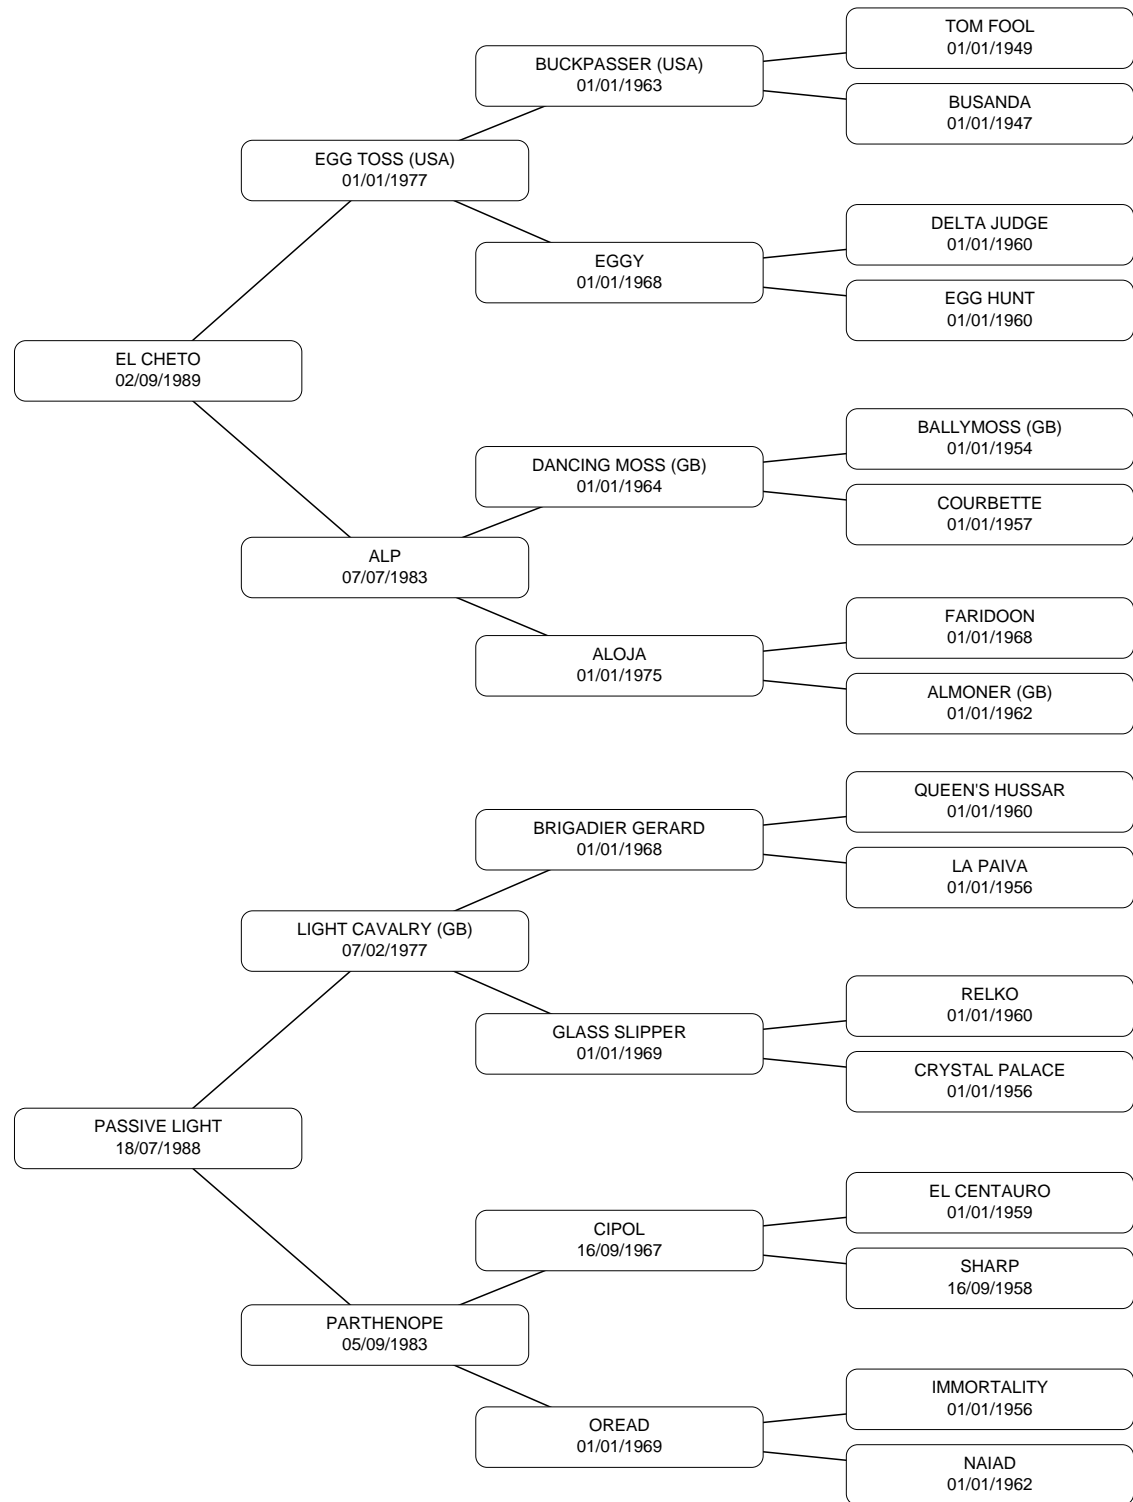 TOM FOOL
01/01/1949
BUCKPASSER (USA)
01/01/1963
BUSANDA
01/01/1947
EGG TOSS (USA)
01/01/1977
DELTA JUDGE
01/01/1960
EGGY
01/01/1968
EGG HUNT
01/01/1960
EL CHETO
02/09/1989
BALLYMOSS (GB)
01/01/1954
DANCING MOSS (GB)
01/01/1964
COURBETTE
01/01/1957
ALP
07/07/1983
FARIDOON
01/01/1968
ALOJA
01/01/1975
ALMONER (GB)
01/01/1962
QUEEN'S HUSSAR
01/01/1960
BRIGADIER GERARD
01/01/1968
LA PAIVA
01/01/1956
LIGHT CAVALRY (GB)
07/02/1977
RELKO
01/01/1960
GLASS SLIPPER
01/01/1969
CRYSTAL PALACE
01/01/1956
PASSIVE LIGHT
18/07/1988
EL CENTAURO
01/01/1959
CIPOL
16/09/1967
SHARP
16/09/1958
PARTHENOPE
05/09/1983
IMMORTALITY
01/01/1956
OREAD
01/01/1969
NAIAD
01/01/1962